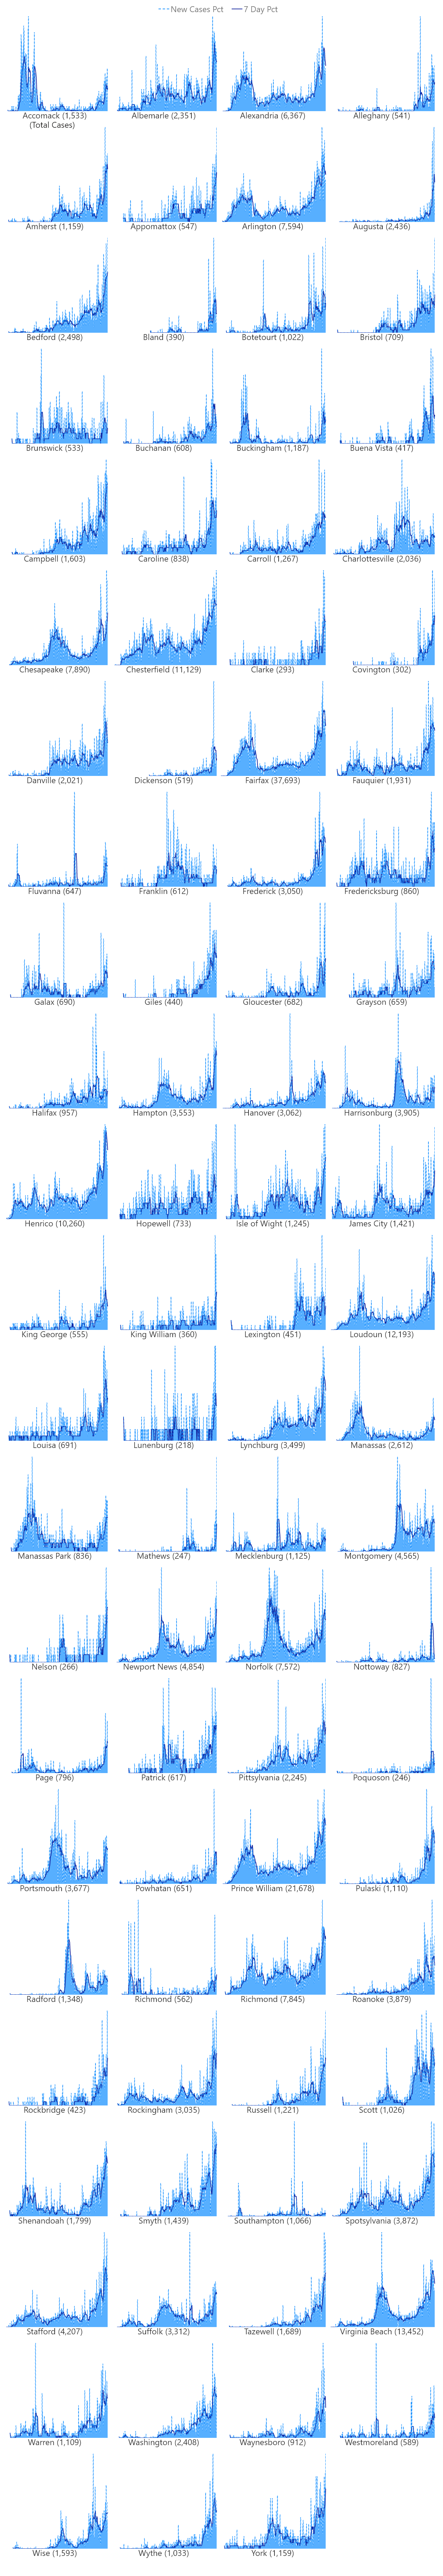 New Cases Pct 7 Day Pct
Accomack (1,533) Albemarle (2,351) Alexandria (6,367) Alleghany (541)
(Total Cases)
Amherst (1,159) Appomattox (547) Arlington (7,594) Augusta (2,436)
Bedford (2,498) Bland (390) Botetourt (1,022) Bristol (709)
Brunswick (533) Buchanan (608) Buckingham (1,187) Buena Vista (417)
Campbell (1,603) Caroline (838) Carroll (1,267) Charlottesville (2,036)
Chesapeake (7,890) Chesterfield (11,129) Clarke (293) Covington (302)
Danville (2,021) Dickenson (519) Fairfax (37,693) Fauquier (1,931)
Fluvanna (647) Franklin (612) Frederick (3,050) Fredericksburg (860)
Galax (690) Giles (440) Gloucester (682) Grayson (659)
Halifax (957) Hampton (3,553) Hanover (3,062) Harrisonburg (3,905)
Henrico (10,260) Hopewell (733) Isle of Wight (1,245) James City (1,421)
King George (555) King William (360) Lexington (451) Loudoun (12,193)
Louisa (691) Lunenburg (218) Lynchburg (3,499) Manassas (2,612)
Manassas Park (836) Mathews (247) Mecklenburg (1,125) Montgomery (4,565)
Nelson (266) Newport News (4,854) Norfolk (7,572) Nottoway (827)
Page (796) Patrick (617) Pittsylvania (2,245) Poquoson (246)
Portsmouth (3,677) Powhatan (651) Prince William (21,678) Pulaski (1,110)
Radford (1,348) Richmond (562) Richmond (7,845) Roanoke (3,879)
Rockbridge (423) Rockingham (3,035) Russell (1,221) Scott (1,026)
Shenandoah (1,799) Smyth (1,439) Southampton (1,066) Spotsylvania (3,872)
Stafford (4,207) Suffolk (3,312) Tazewell (1,689) Virginia Beach (13,452)
Warren (1,109) Washington (2,408) Waynesboro (912) Westmoreland (589)
Wise (1,593) Wythe (1,033) York (1,159)